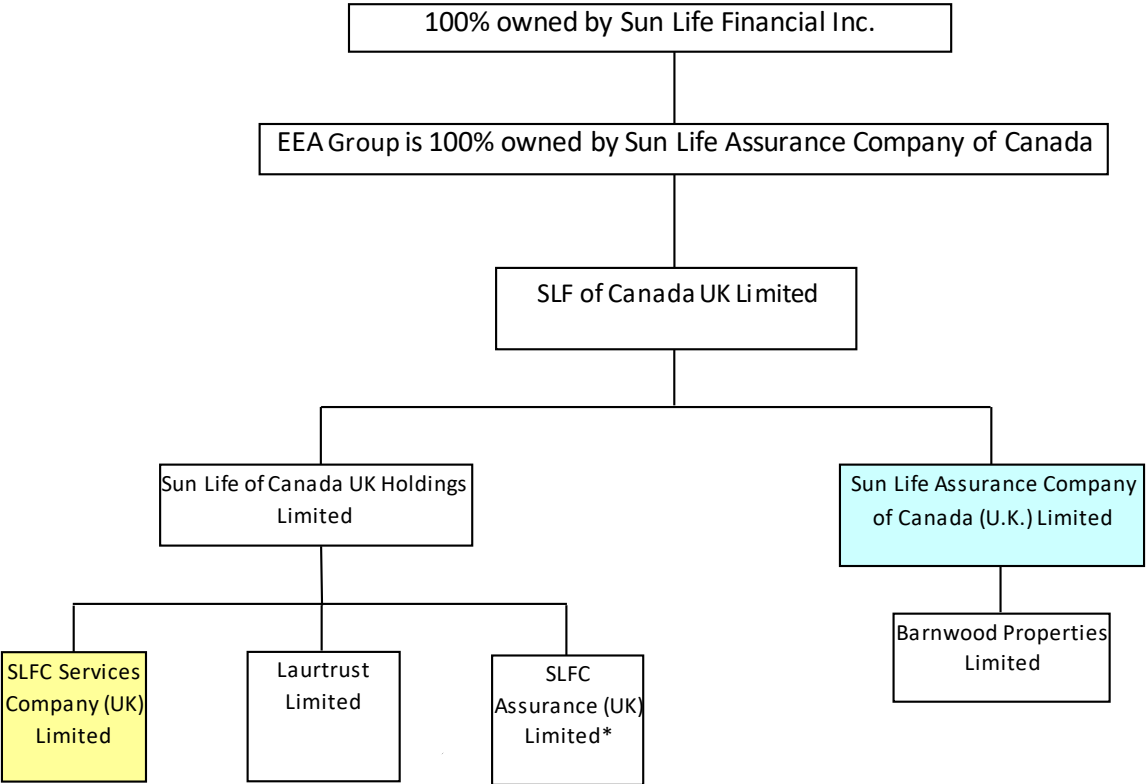 100% owned by Sun Life Financial Inc.
EEA Group is 100% owned by Sun Life Assurance Company of Canada
SLF of Canada UK Limited
Sun Life of Canada UK Holdings
Limited
Sun Life Assurance Company
of Canada (U.K.) Limited
SLFC Services
Company (UK)
Limited
Laurtrust
Limited
SLFC
Assurance (UK)
Limited*
Barnwood Properties
Limited